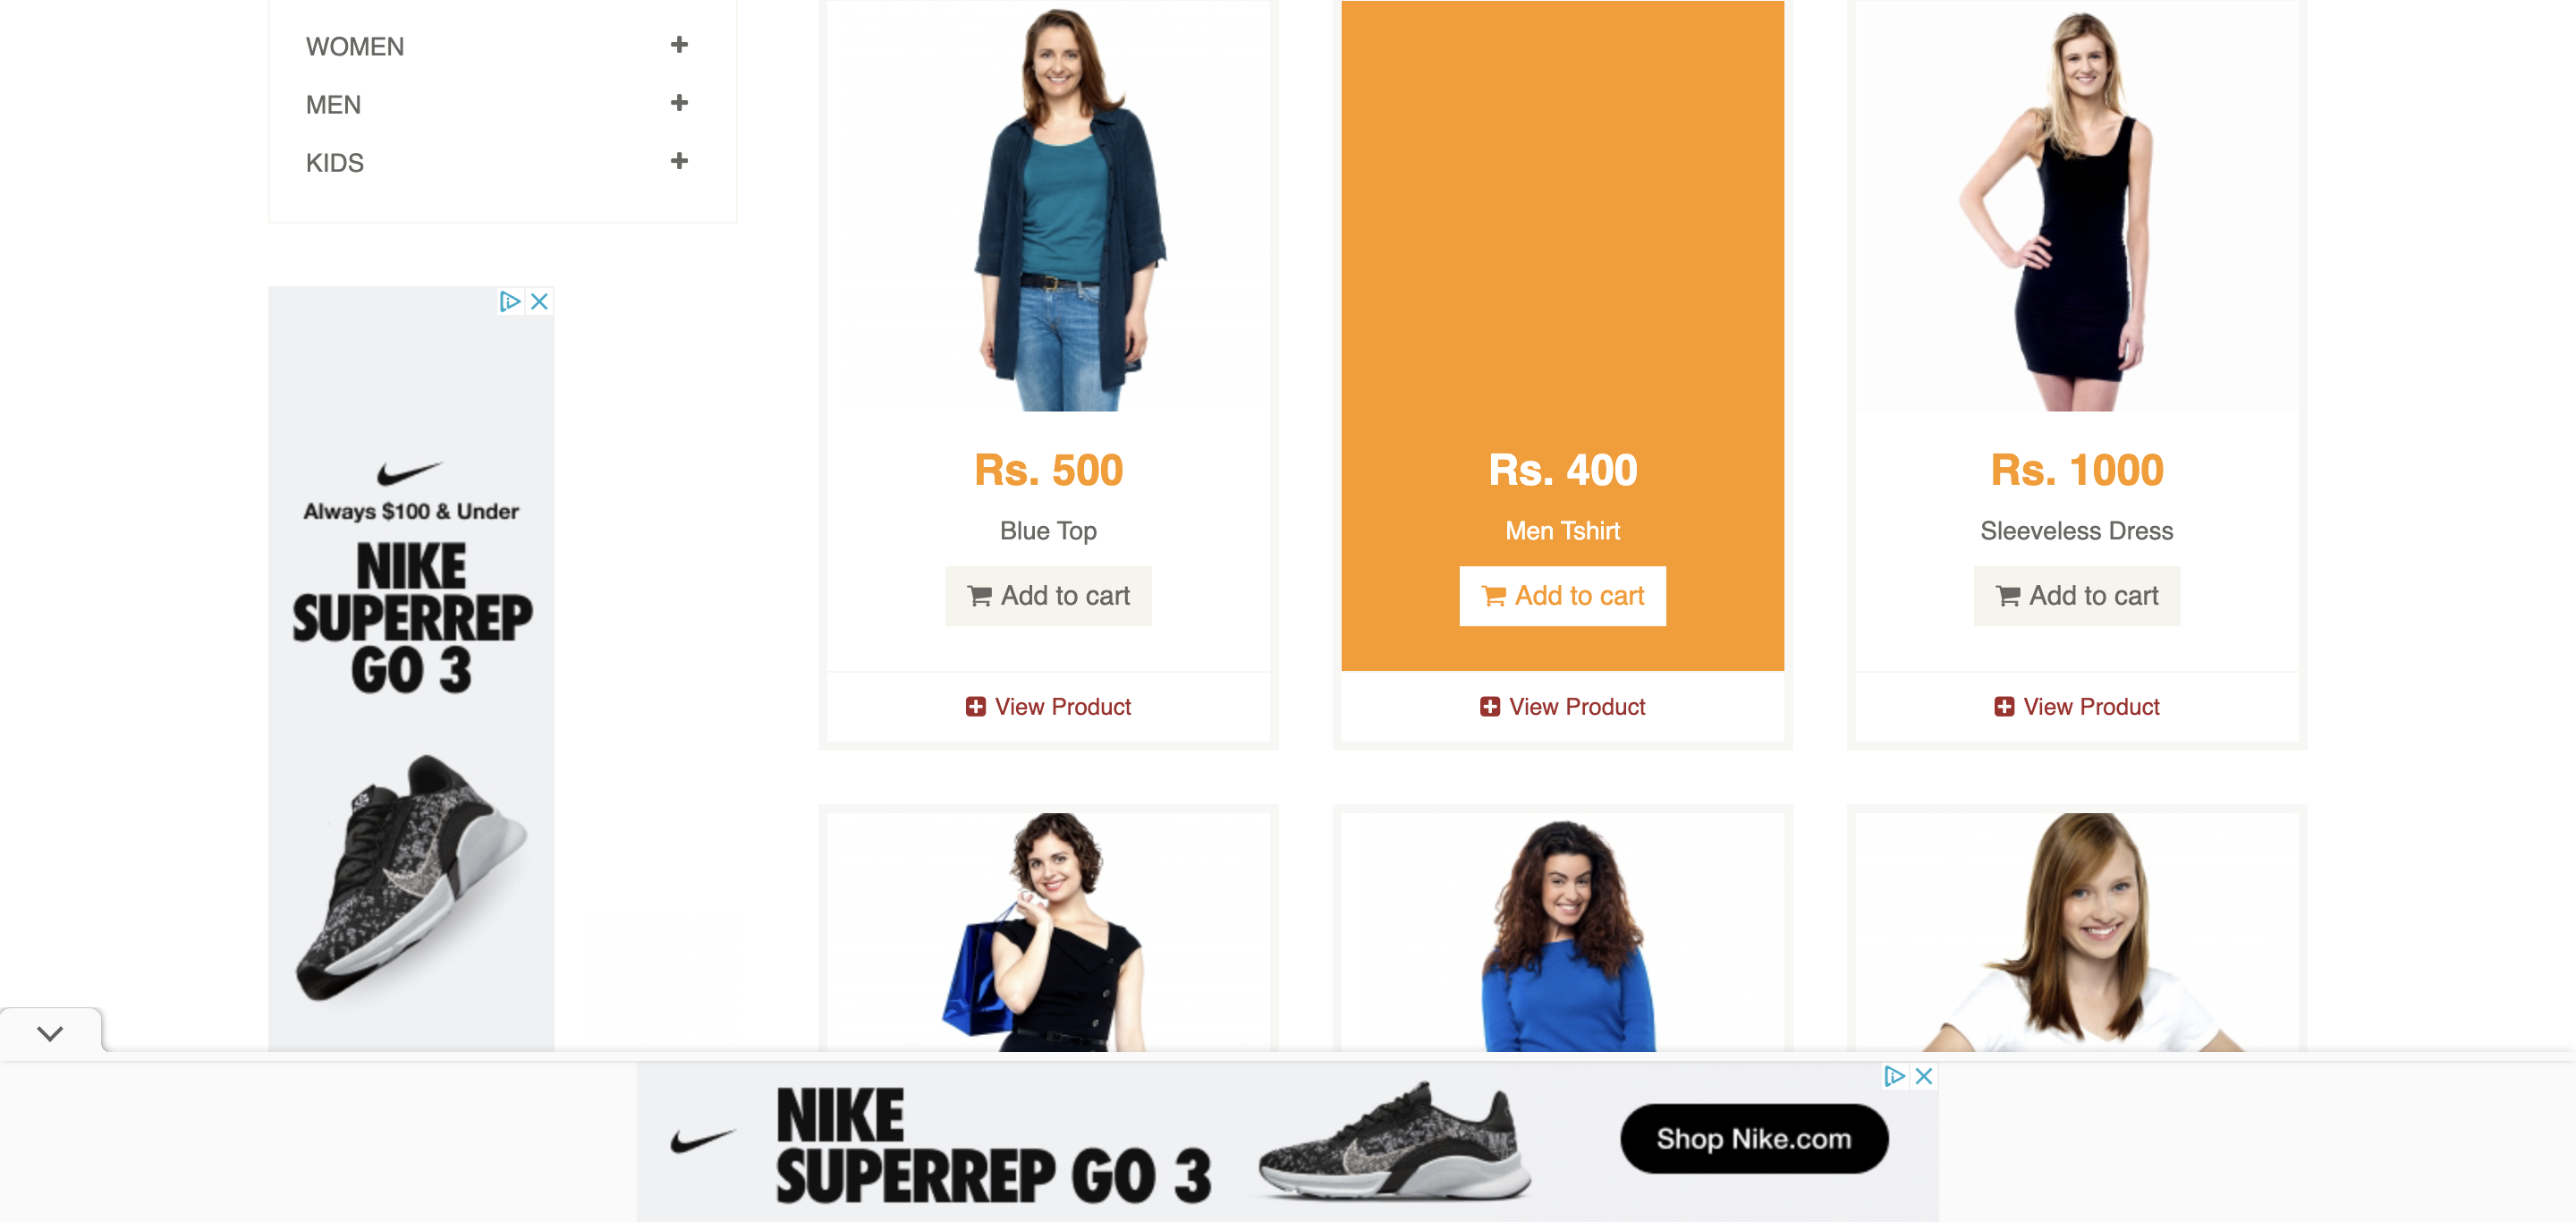 WOMEN
MEN
KIDS
Always $100 & Under
NIKE
SUPERREP
GO 3
Rs. 500
Blue Top
Add to cart
View Product
Rs. 400
Men Tshirt
Add to cart
View Product
Rs. 1000
Sleeveless Dress
Add to cart
View Product
NIKE
SUPERREP GO 3
Shop Nike.com